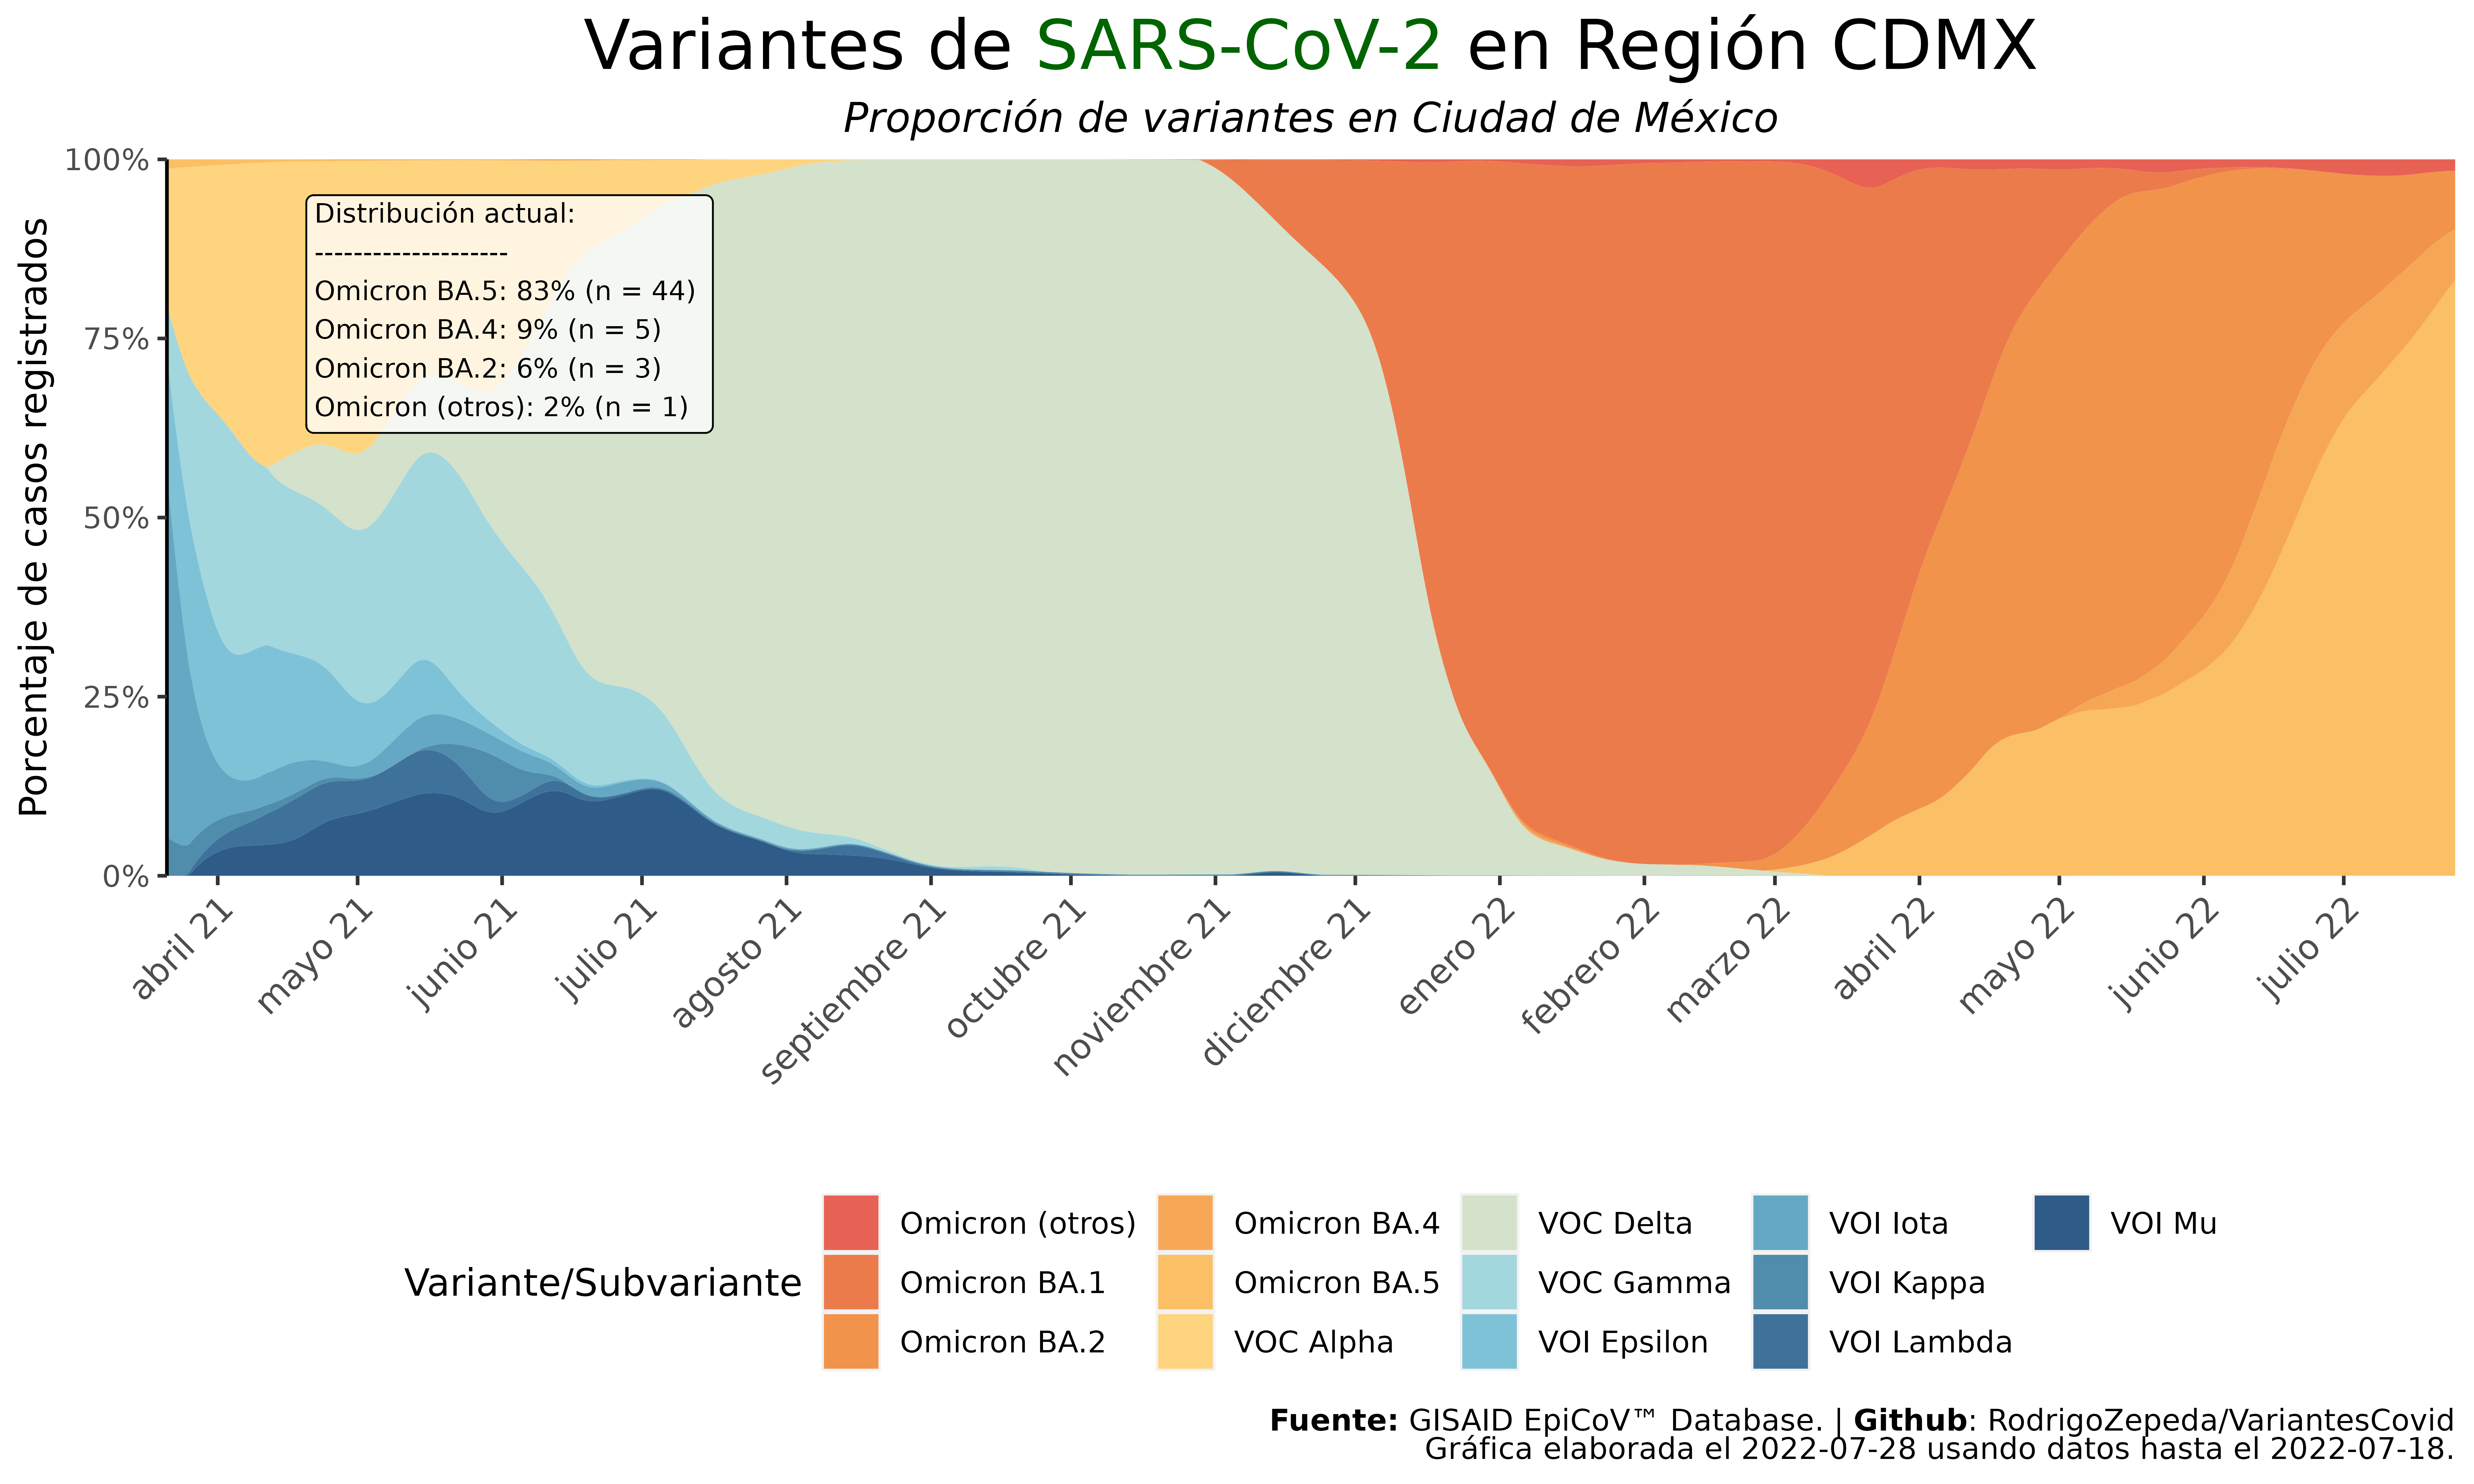 Variantes de SARS-CoV-2 en Región CDMX
Proporción de variantes en Ciudad de México
Porcentaje de casos registrados
100%
75%
50%
25%
0%
Distribución actual:
--------------------
Omicron BA.5: 83% (n = 44)
Omicron BA.4: 9% (n = 5)
Omicron BA.2: 6% (n = 3)
Omicron (otros): 2% (n = 1)
abril 21
mayo 21
junio 21
julio 21
agosto 21
septiembre 21
octubre 21
noviembre 21
diciembre 21
enero 22
febrero 22
marzo 22
abril 22
mayo 22
junio 22
julio 22
Variante/Subvariante
Omicron (otros)
Omicron BA.1
Omicron BA.2
Omicron BA.4
Omicron BA.5
VOC Alpha
VOC Delta
VOC Gamma
VOI Epsilon
VOI Iota
VOI Kappa
VOI Lambda
VOI Mu
Fuente: GISAID EpiCoV™ Database. | Github: RodrigoZepeda/VariantesCovid
Gráfica elaborada el 2022-07-28 usando datos hasta el 2022-07-18.